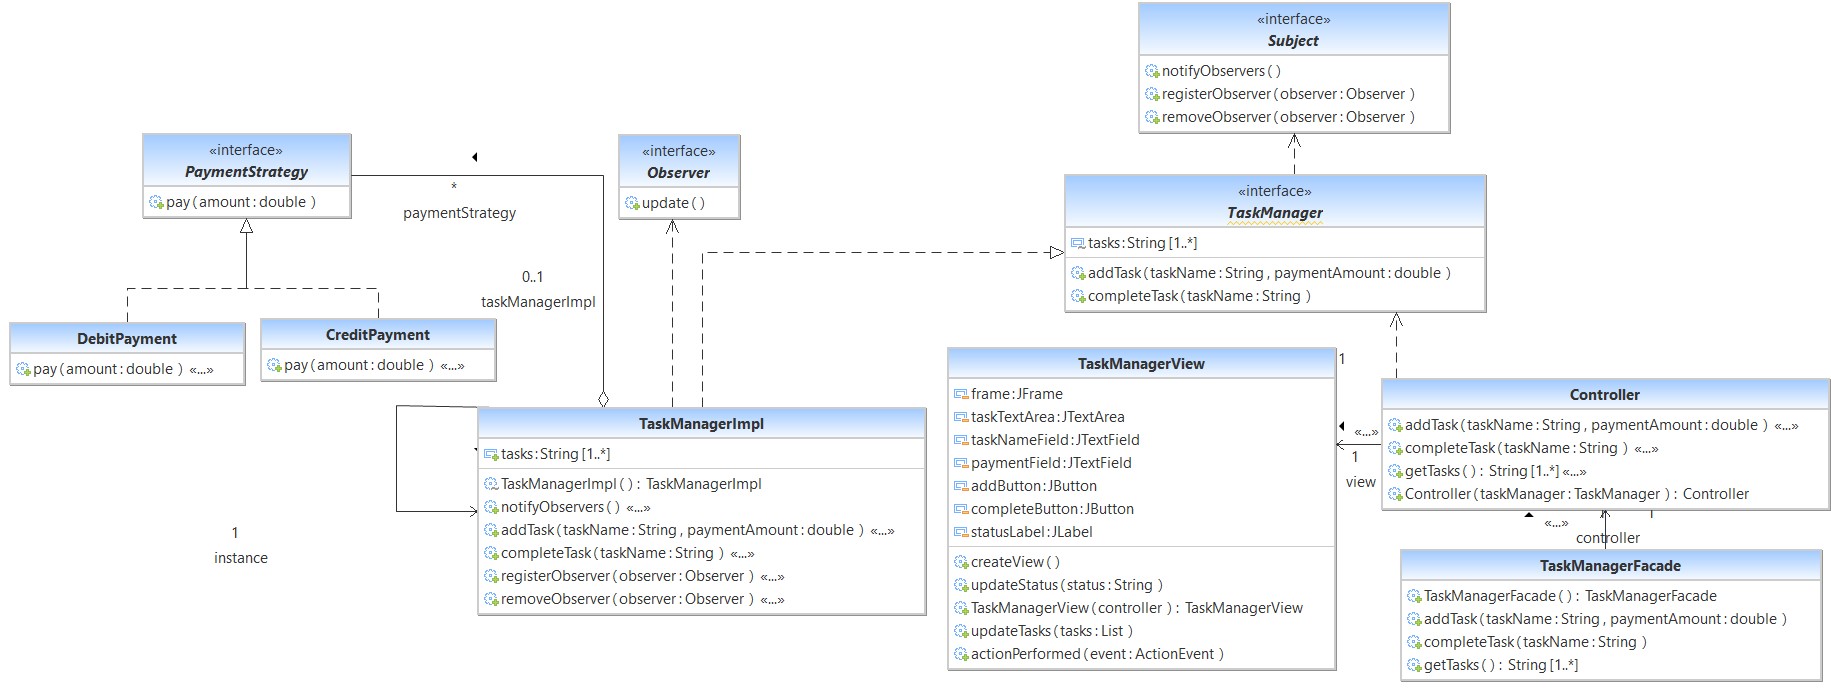 «interface»
Subject
notifyObservers ( )
registerObserver ( observer : Observer )
removeObserver ( observer : Observer )
«interface»
PaymentStrategy
pay ( amount : double )
*
paymentStrategy
«interface»
Observer
update ( )
«interface»
TaskManager
tasks : String [1..*]
addTask ( taskName : String , paymentAmount : double )
completeTask ( taskName : String )
0..1
taskManagerImpl
DebitPayment
pay ( amount : double ) «...»
CreditPayment
pay ( amount : double ) «...»
TaskManagerImpl
tasks : String [1..*]
TaskManagerImpl ( ) : TaskManagerImpl
notifyObservers ( ) «...»
addTask ( taskName : String , paymentAmount : double ) «...»
completeTask ( taskName : String ) «...»
registerObserver ( observer : Observer ) «...»
removeObserver ( observer : Observer ) «...»
1
instance
TaskManagerView
frame : JFrame
taskTextArea : JTextArea
taskNameField : JTextField
paymentField : JTextField
addButton : JButton
completeButton : JButton
statusLabel : JLabel
createView ( )
updateStatus ( status : String )
TaskManagerView ( controller ) : TaskManagerView
updateTasks ( tasks : List )
actionPerformed ( event : ActionEvent )
1
«...»
1
view
Controller
addTask ( taskName : String , paymentAmount : double ) «...»
completeTask ( taskName : String ) «...»
getTasks ( ) : String [1..*] «...»
Controller ( taskManager : TaskManager ) : Controller
1
«...»
controller
TaskManagerFacade
TaskManagerFacade ( ) : TaskManagerFacade
addTask ( taskName : String , paymentAmount : double )
completeTask ( taskName : String )
getTasks ( ) : String [1..*]